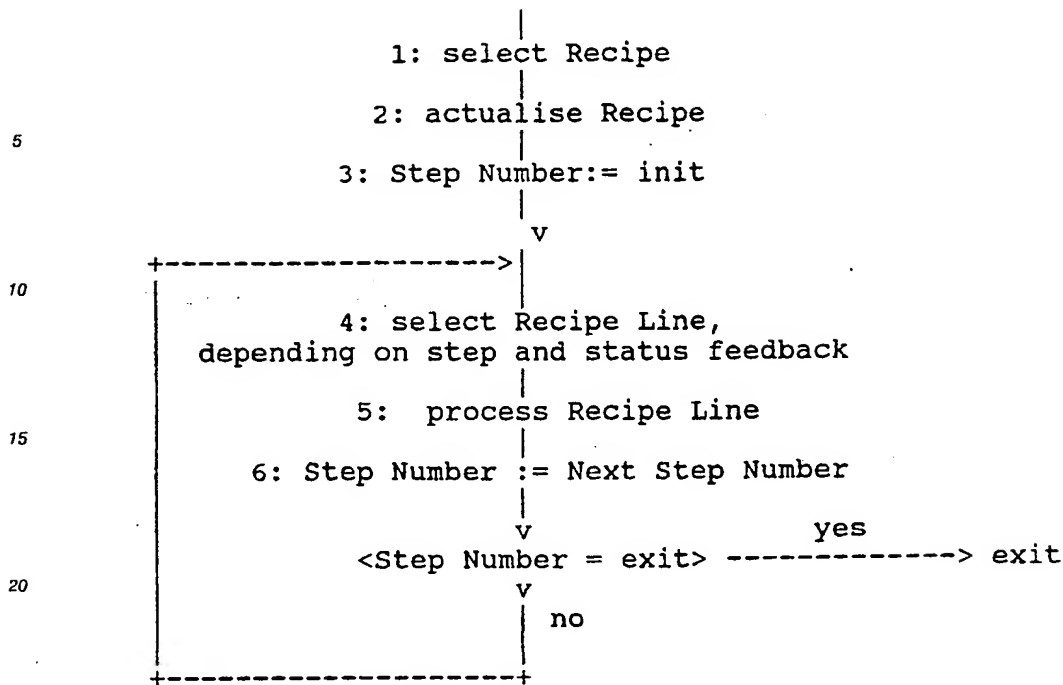 1: select Recipe
2: actualise Recipe
5
3: Step Number:= init
v
+--------------------->
10
4: select Recipe Line,
depending on step and status feedback
5: process Recipe Line
15
6: Step Number := Next Step Number
v
yes
<Step Number = exit> -------------> exit
20
v
no
+----------------------+